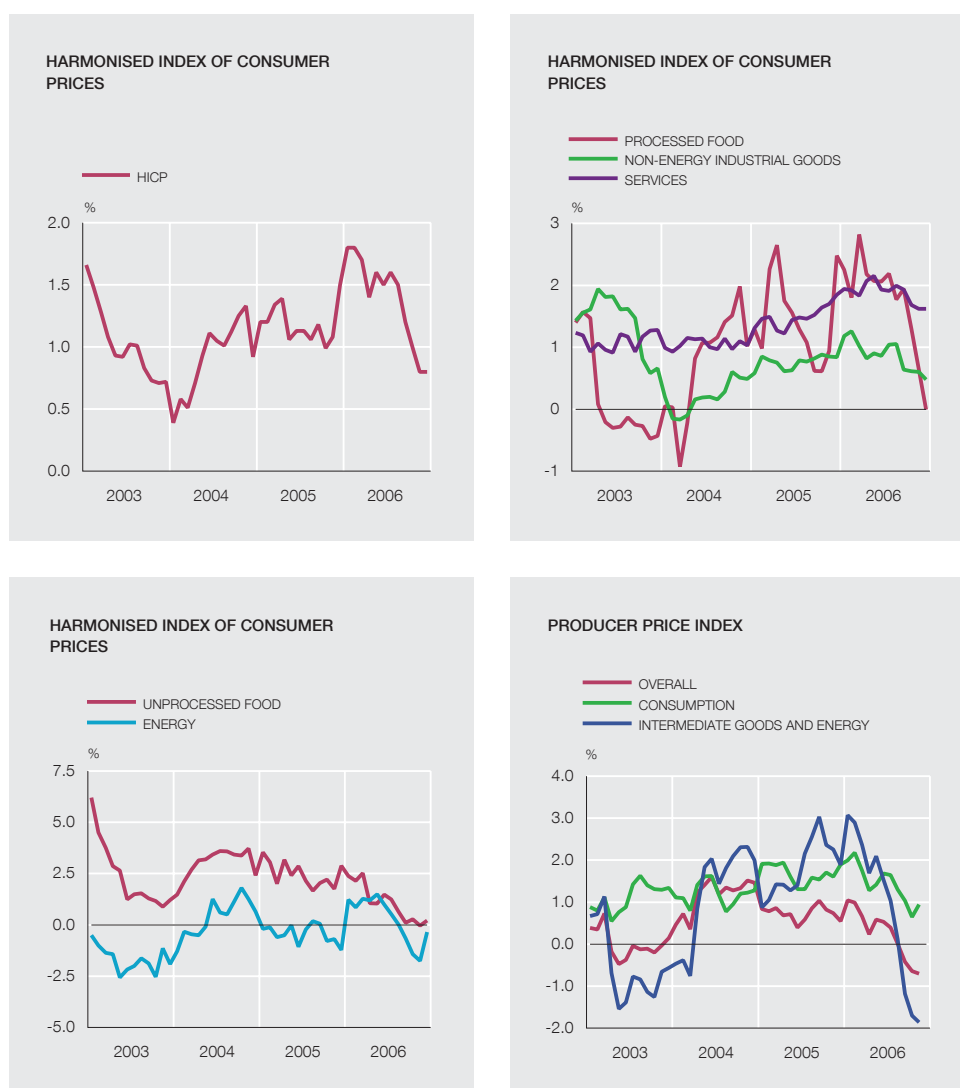 HARMONISED INDEX OF CONSUMER
PRICES
HICP
%
2.0
1.5
1.0
0.5
0.0
2003 2004 2005 2006
HARMONISED INDEX OF CONSUMER
PRICES
PROCESSED FOOD
NON-ENERGY INDUSTRIAL GOODS
SERVICES
%
3
2
1
0
-1
2003 2004 2005 2006
HARMONISED INDEX OF CONSUMER
PRICES
UNPROCESSED FOOD
ENERGY
%
7.5
5.0
2.5
0.0
-2.5
-5.0
2003 2004 2005 2006
PRODUCER PRICE INDEX
OVERALL
CONSUMPTION
INTERMEDIATE GOODS AND ENERGY
%
4.0
3.0
2.0
1.0
0.0
-1.0
-2.0
2003 2004 2005 2006